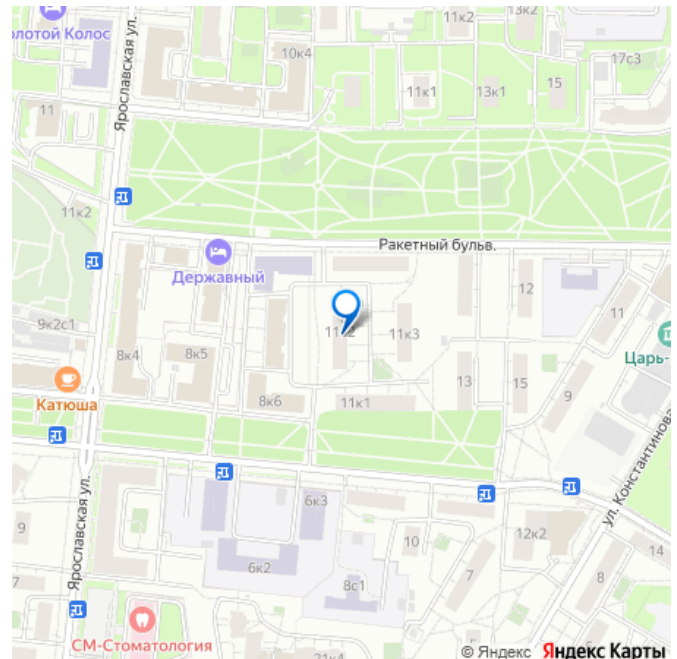 олотой Колос
Ярославская ул.
11к2
13к2
10к4
17с3
11
11к1
13к1
15
11к2
Ракетный бульв.
Державный
12
11
9к2с1
11к2
11к3
8к4
8к5
Царь-
Катюша
8к6
11к1
13
15
9
ул. Константинова
Ярославская ул.
6к3
9
10
12к2
14
6к2
7
8
7
8с1
СМ-Стоматология
21к4
© Яндекс Яндекс Карты